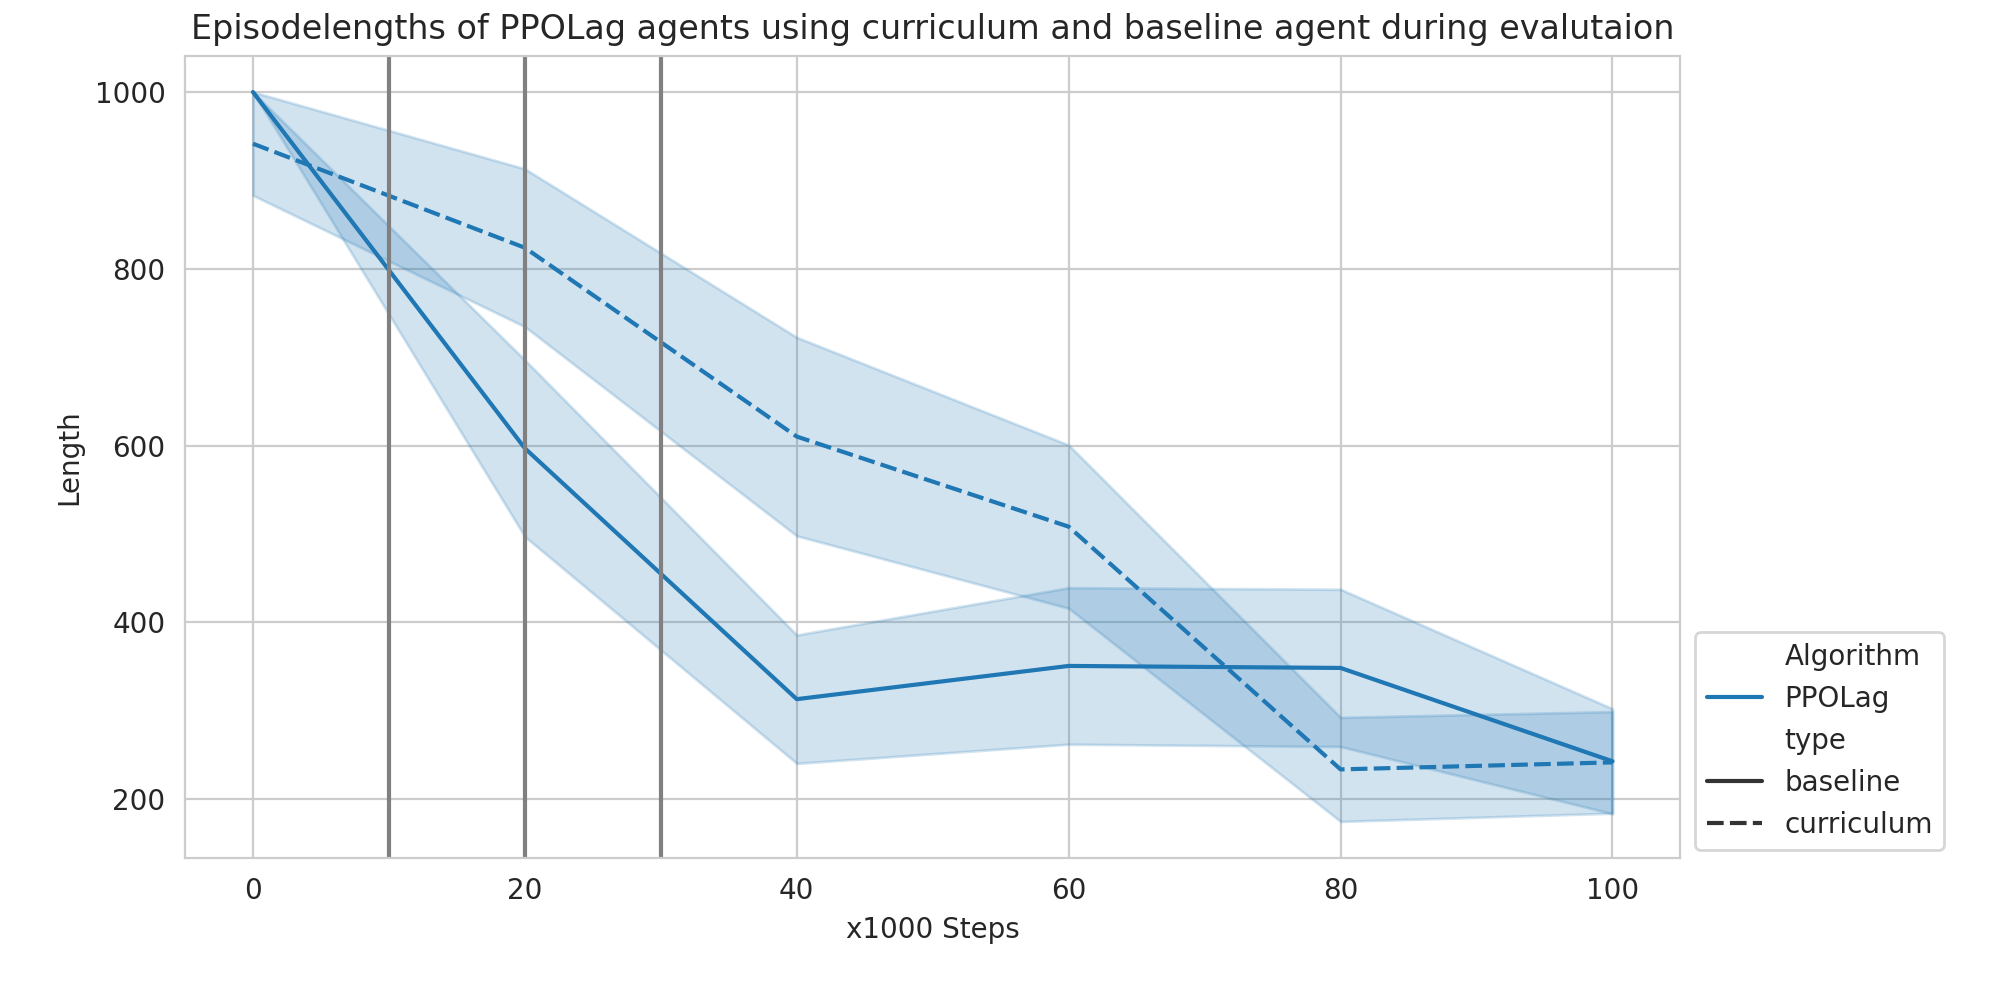 Episodelengths of PPOLag agents using curriculum and baseline agent during evalutaion
1000
800
600
400
200
Length
0 20 40 60 80 100
x1000 Steps
Algorithm
PPOLag
type
baseline
curriculum